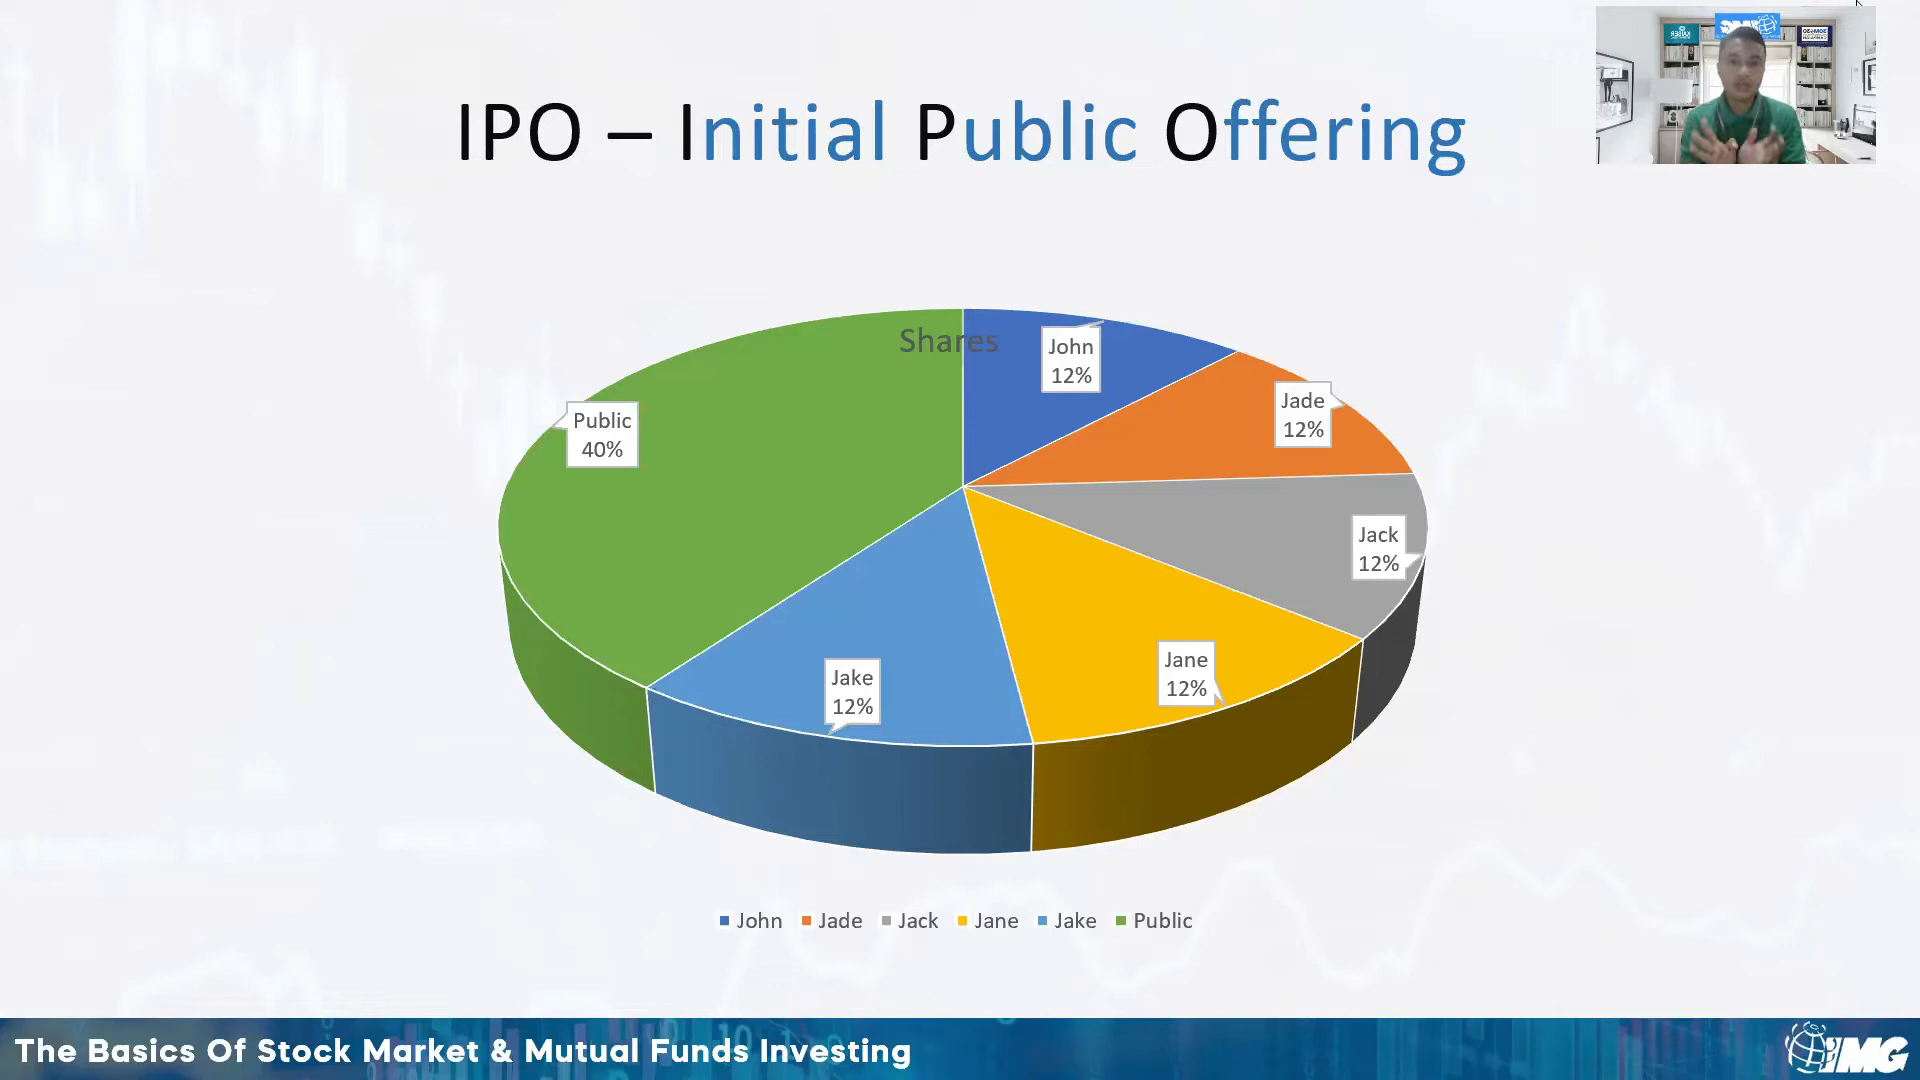 IPO – Initial Public Offering
Shares
John
12%
Jade
12%
Public
40%
Jack
12%
Jane
12%
Jake
12%
John Jade Jack Jane Jake Public
The Basics Of Stock Market & Mutual Funds Investing
IMG